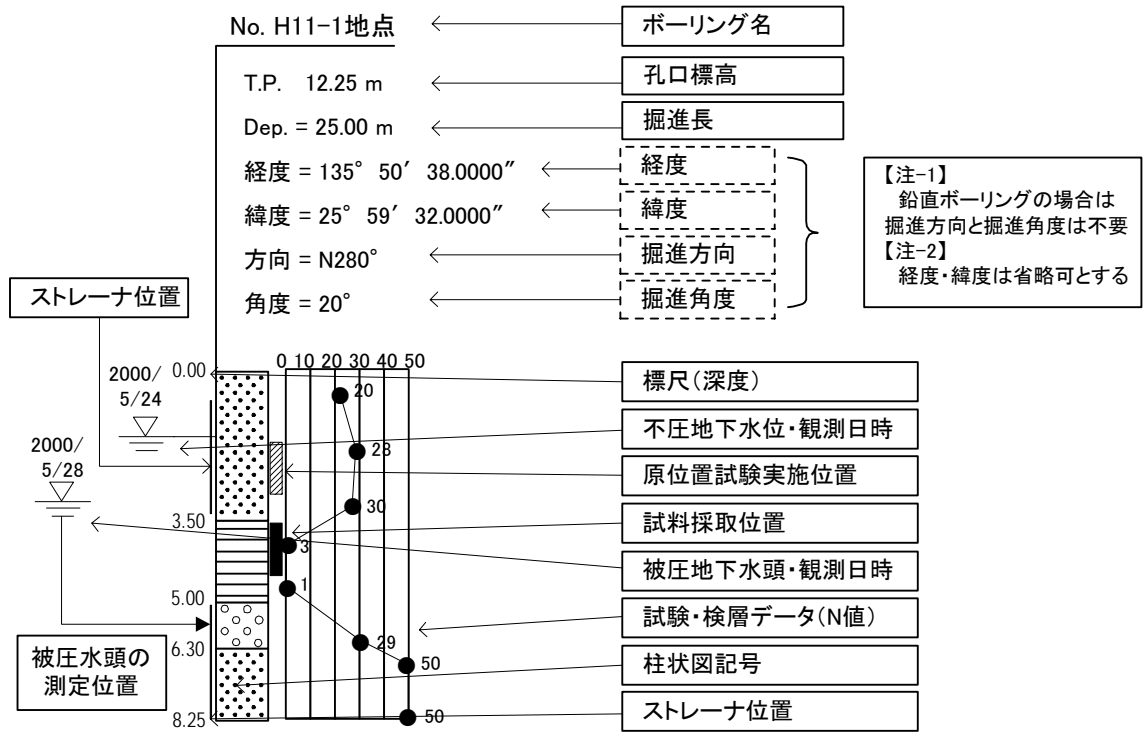 No. H11-1地点
ボーリング名
T.P. 12.25 m
孔口標高
Dep. = 25.00 m
掘進長
経度 = 135° 50′ 38.0000″
経度
緯度 = 25° 59′ 32.0000″
緯度
方向 = N280°
掘進方向
角度 = 20°
掘進角度
【注-1】
鉛直ボーリングの場合は
掘進方向と掘進角度は不要
【注-2】
経度・緯度は省略可とする
ストレーナ位置
0 10 20 30 40 50
0.00
2000/
5/24
2000/
5/28
3.50
5.00
6.30
8.25
20
28
30
3
1
29
50
50
被圧水頭の
測定位置
標尺(深度)
不圧地下水位・観測日時
原位置試験実施位置
試料採取位置
被圧地下水頭・観測日時
試験・検層データ(N値)
柱状図記号
ストレーナ位置